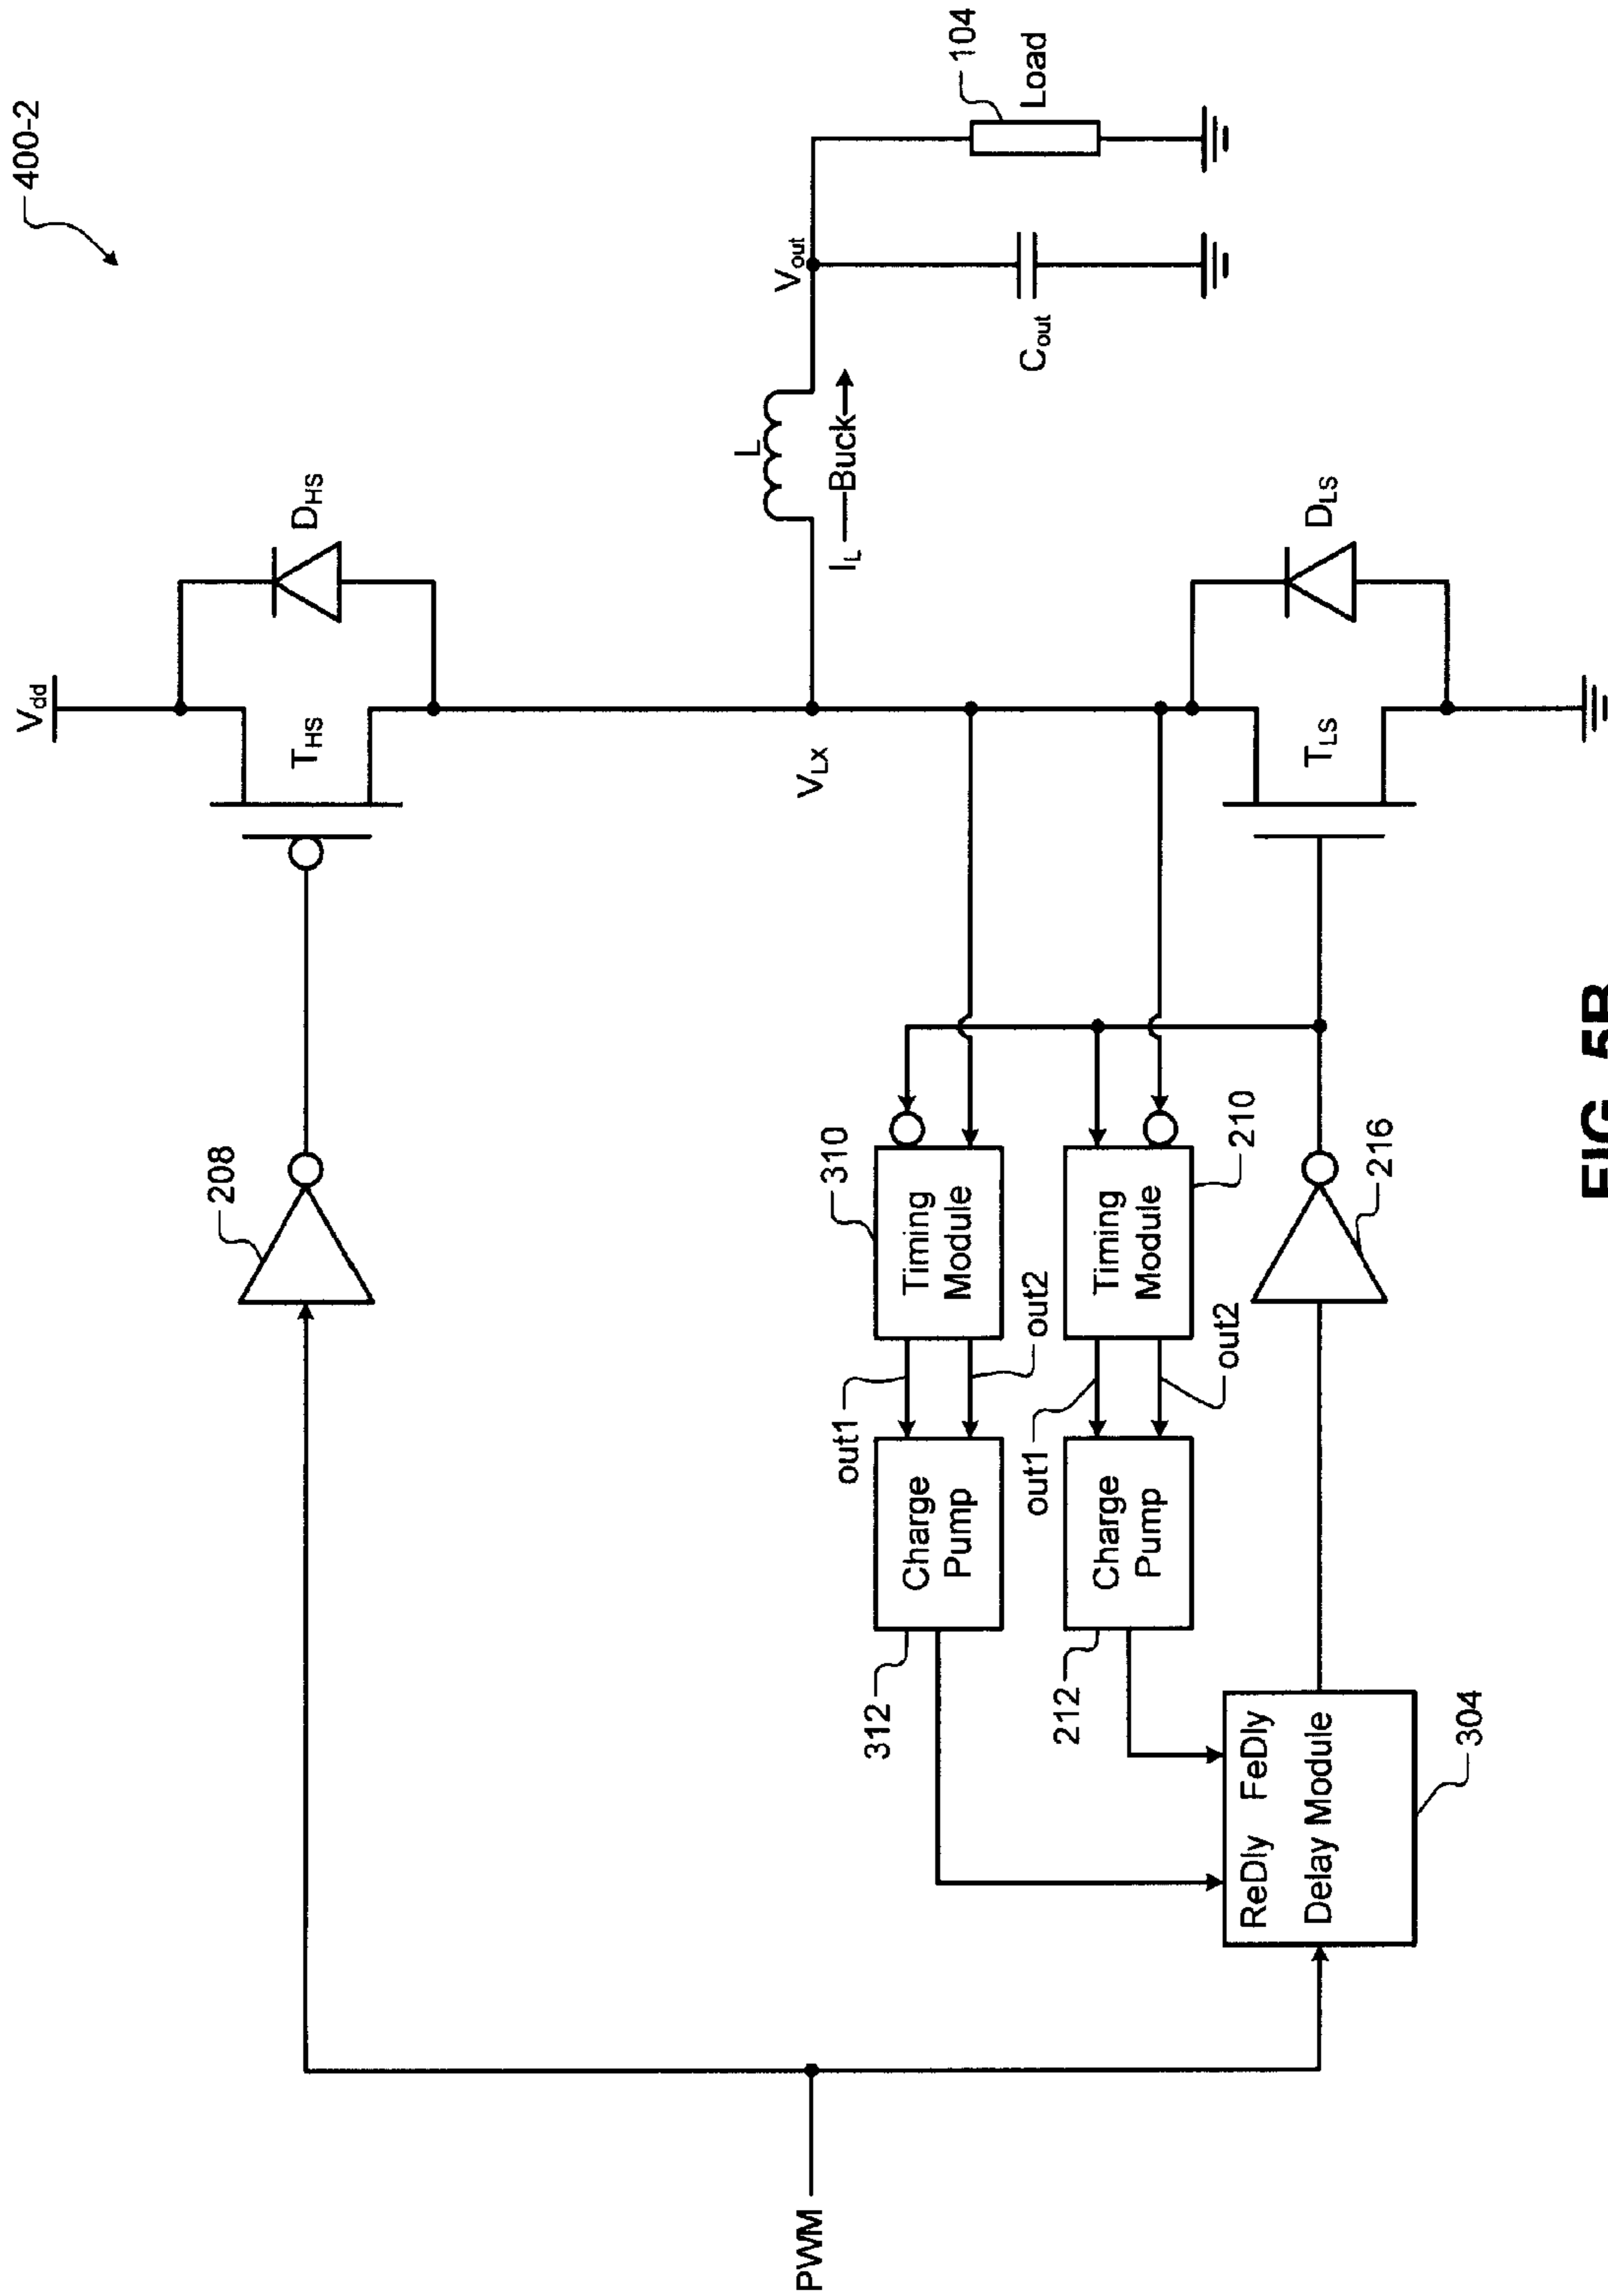 400-2
Vdd
THS
DHS
208
PWM
VLX
L
IL
Buck
Vout
Cout
104
Load
310
Timing
Module
out1
out2
Charge
Pump
312
Timing
Module
210
out1
out2
Charge
Pump
212
ReDly FeDly
Delay Module
304
216
TLS
DLS
FIG. 5B